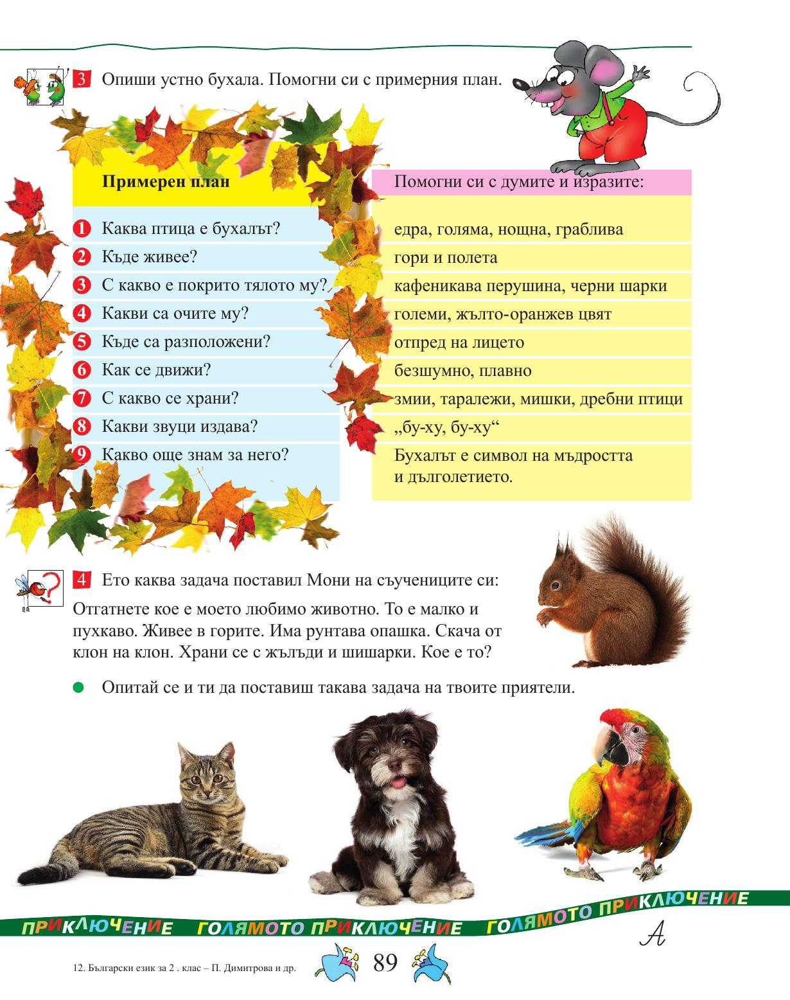 3 Опиши устно бухала. Помогни си с примерния план.
Примерен план
Помогни си с думите и изразите:
1 Каква птица е бухалът?
едра, голяма, нощна, граблива
2 Къде живее?
гори и полета
3 С какво е покрито тялото му?
кафеникава перушина, черни шарки
4 Какви са очите му?
големи, жълто-оранжев цвят
5 Къде са разположени?
отпред на лицето
6 Как се движи?
безшумно, плавно
7 С какво се храни?
змии, таралежи, мишки, дребни птици
8 Какви звуци издава?
„бу-ху, бу-ху“
9 Какво още знам за него?
Бухалът е символ на мъдростта
и дълголетието.
?
4 Ето каква задача поставил Мони на съучениците си:
Отгатнете кое е моето любимо животно. То е малко и
пухкаво. Живее в горите. Има рунтава опашка. Скача от
клон на клон. Храни се с жълъди и шишарки. Кое е то?
Опитай се и ти да поставиш такава задача на твоите приятели.
ПРИКЛЮЧЕНИЕ ГОЛЯМОТО ПРИКЛЮЧЕНИЕ ГОЛЯМОТО ПРИКЛЮЧЕНИЕ
А
12. Български език за 2 . клас – П. Димитрова и др.
89